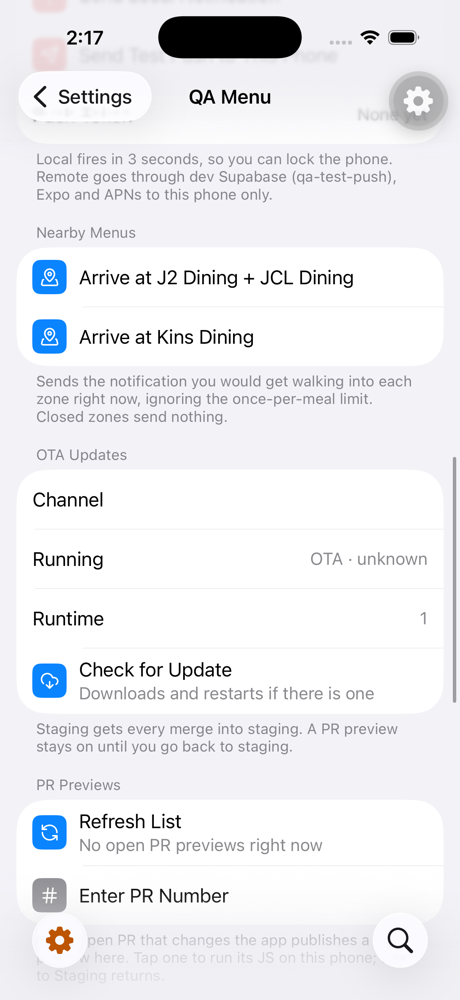 2:17
Settings
QA Menu
Local fires in 3 seconds, so you can lock the phone.
Remote goes through dev Supabase (qa-test-push),
Expo and APNs to this phone only.
Nearby Menus
Arrive at J2 Dining + JCL Dining
Arrive at Kins Dining
Sends the notification you would get walking into each
zone right now, ignoring the once-per-meal limit.
Closed zones send nothing.
OTA Updates
Channel
Running
OTA · unknown
Runtime
1
Check for Update
Downloads and restarts if there is one
Staging gets every merge into staging. A PR preview
stays on until you go back to staging.
PR Previews
Refresh List
No open PR previews right now
# Enter PR Number
open PR that changes the app publishes a
here. Tap one to run its JS on this phone;
to Staging returns.